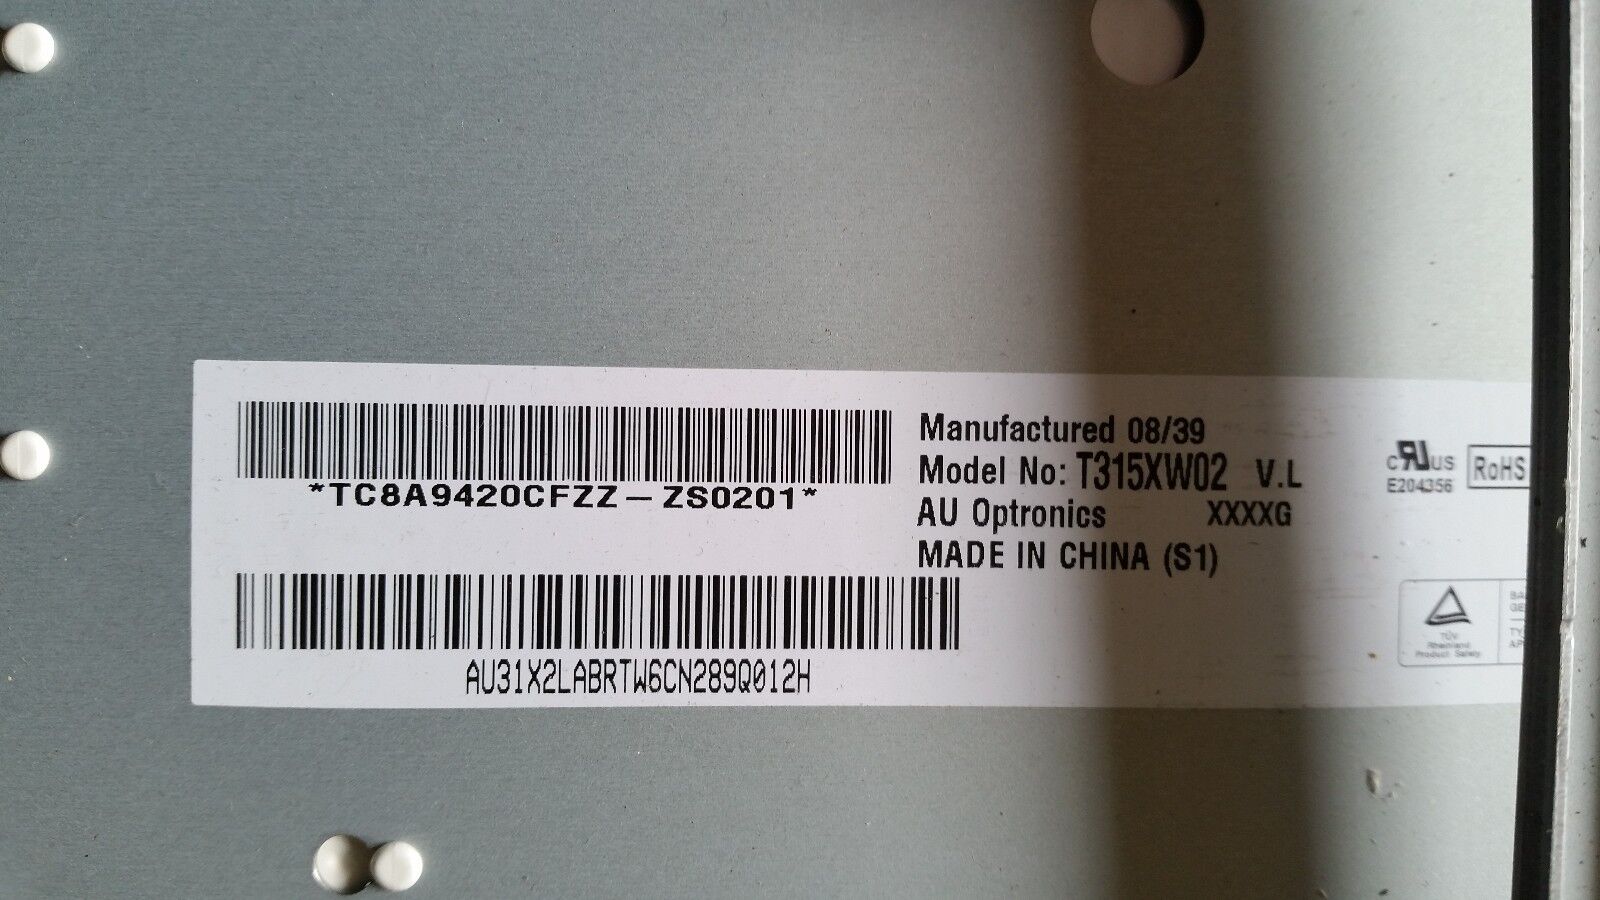 *TC8A9420CFZZ-ZS0201*
AU31X2LABRTW6CN289Q012H
Manufactured 08/39
Model No: T315XW02 V.L
AU Optronics XXXXG
MADE IN CHINA (S1)
c RU US
E204356
RoHS
TÜV
Rheinland
Product Safety